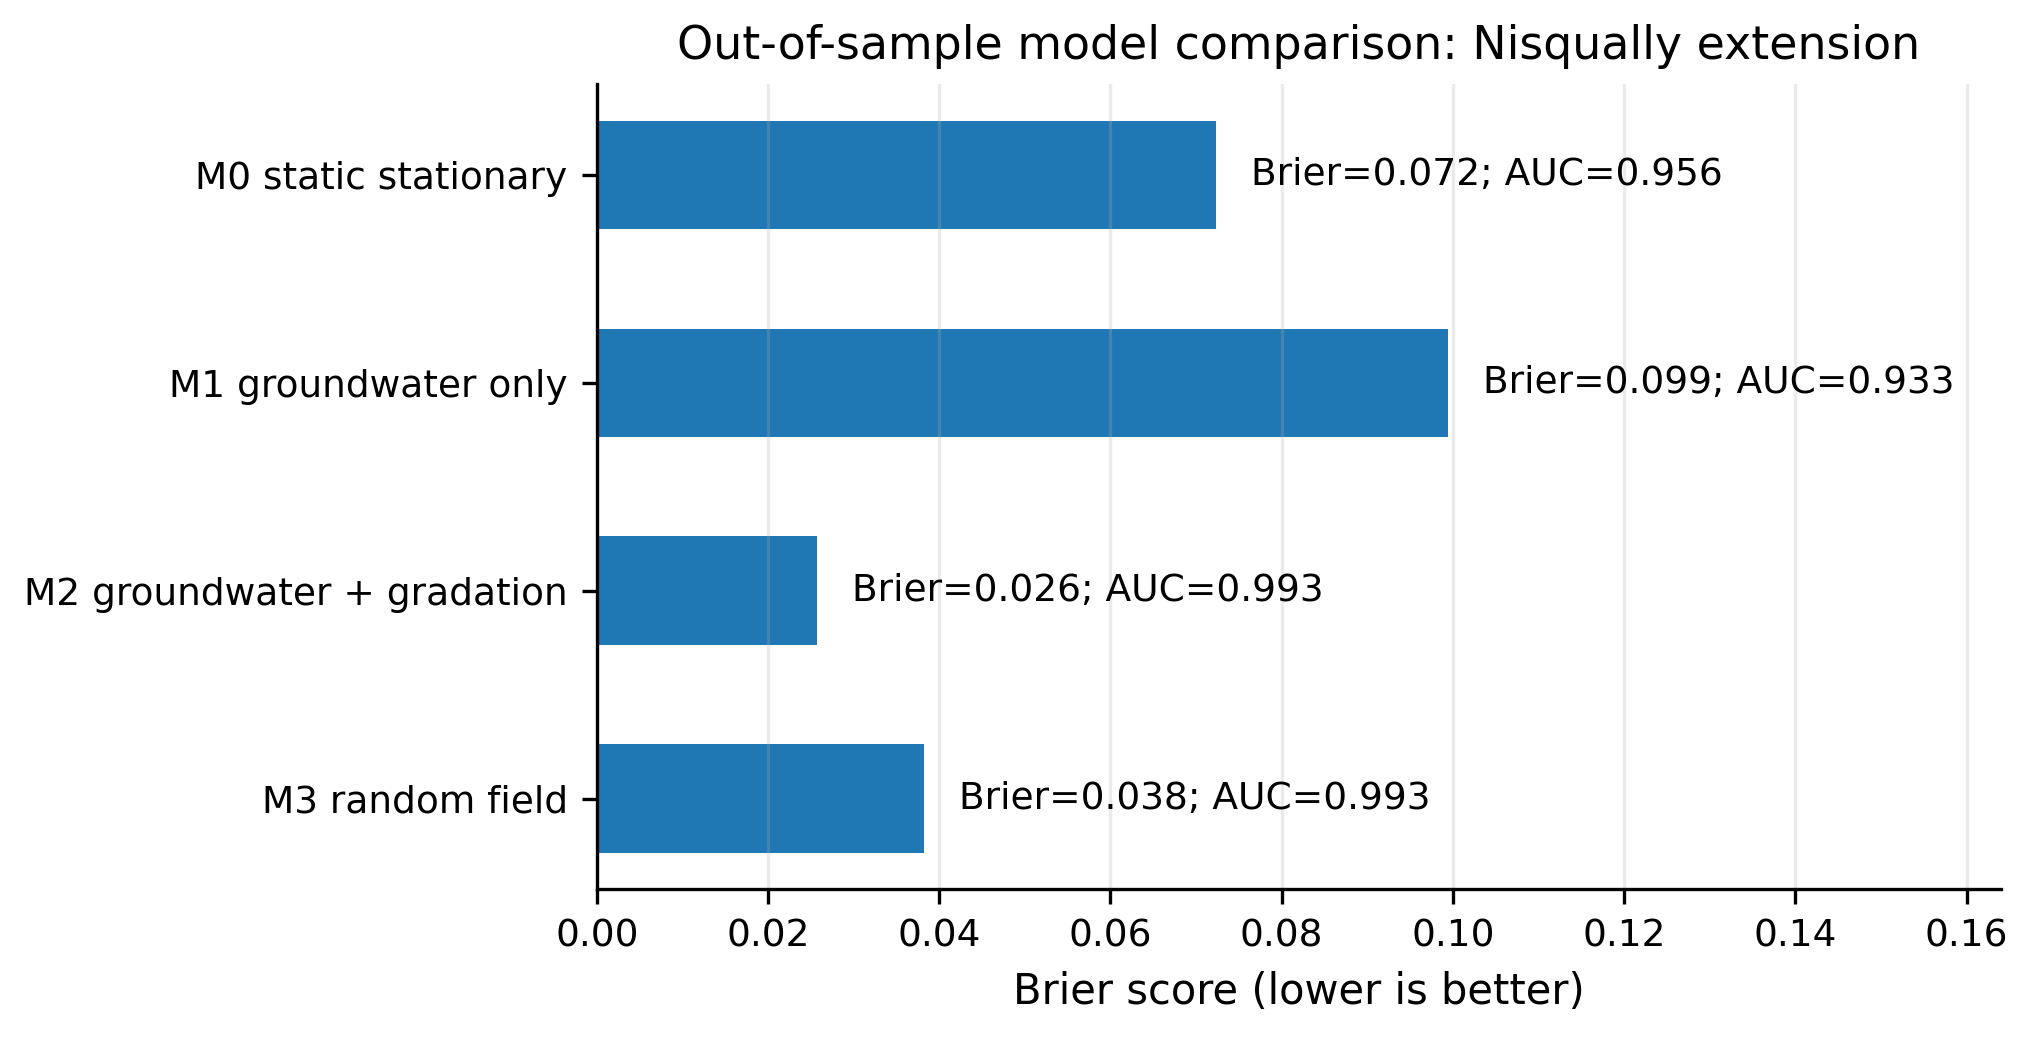 Out-of-sample model comparison: Nisqually extension
M0 static stationary
Brier=0.072; AUC=0.956
M1 groundwater only
Brier=0.099; AUC=0.933
M2 groundwater + gradation
Brier=0.026; AUC=0.993
M3 random field
Brier=0.038; AUC=0.993
0.00 0.02 0.04 0.06 0.08 0.10 0.12 0.14 0.16
Brier score (lower is better)